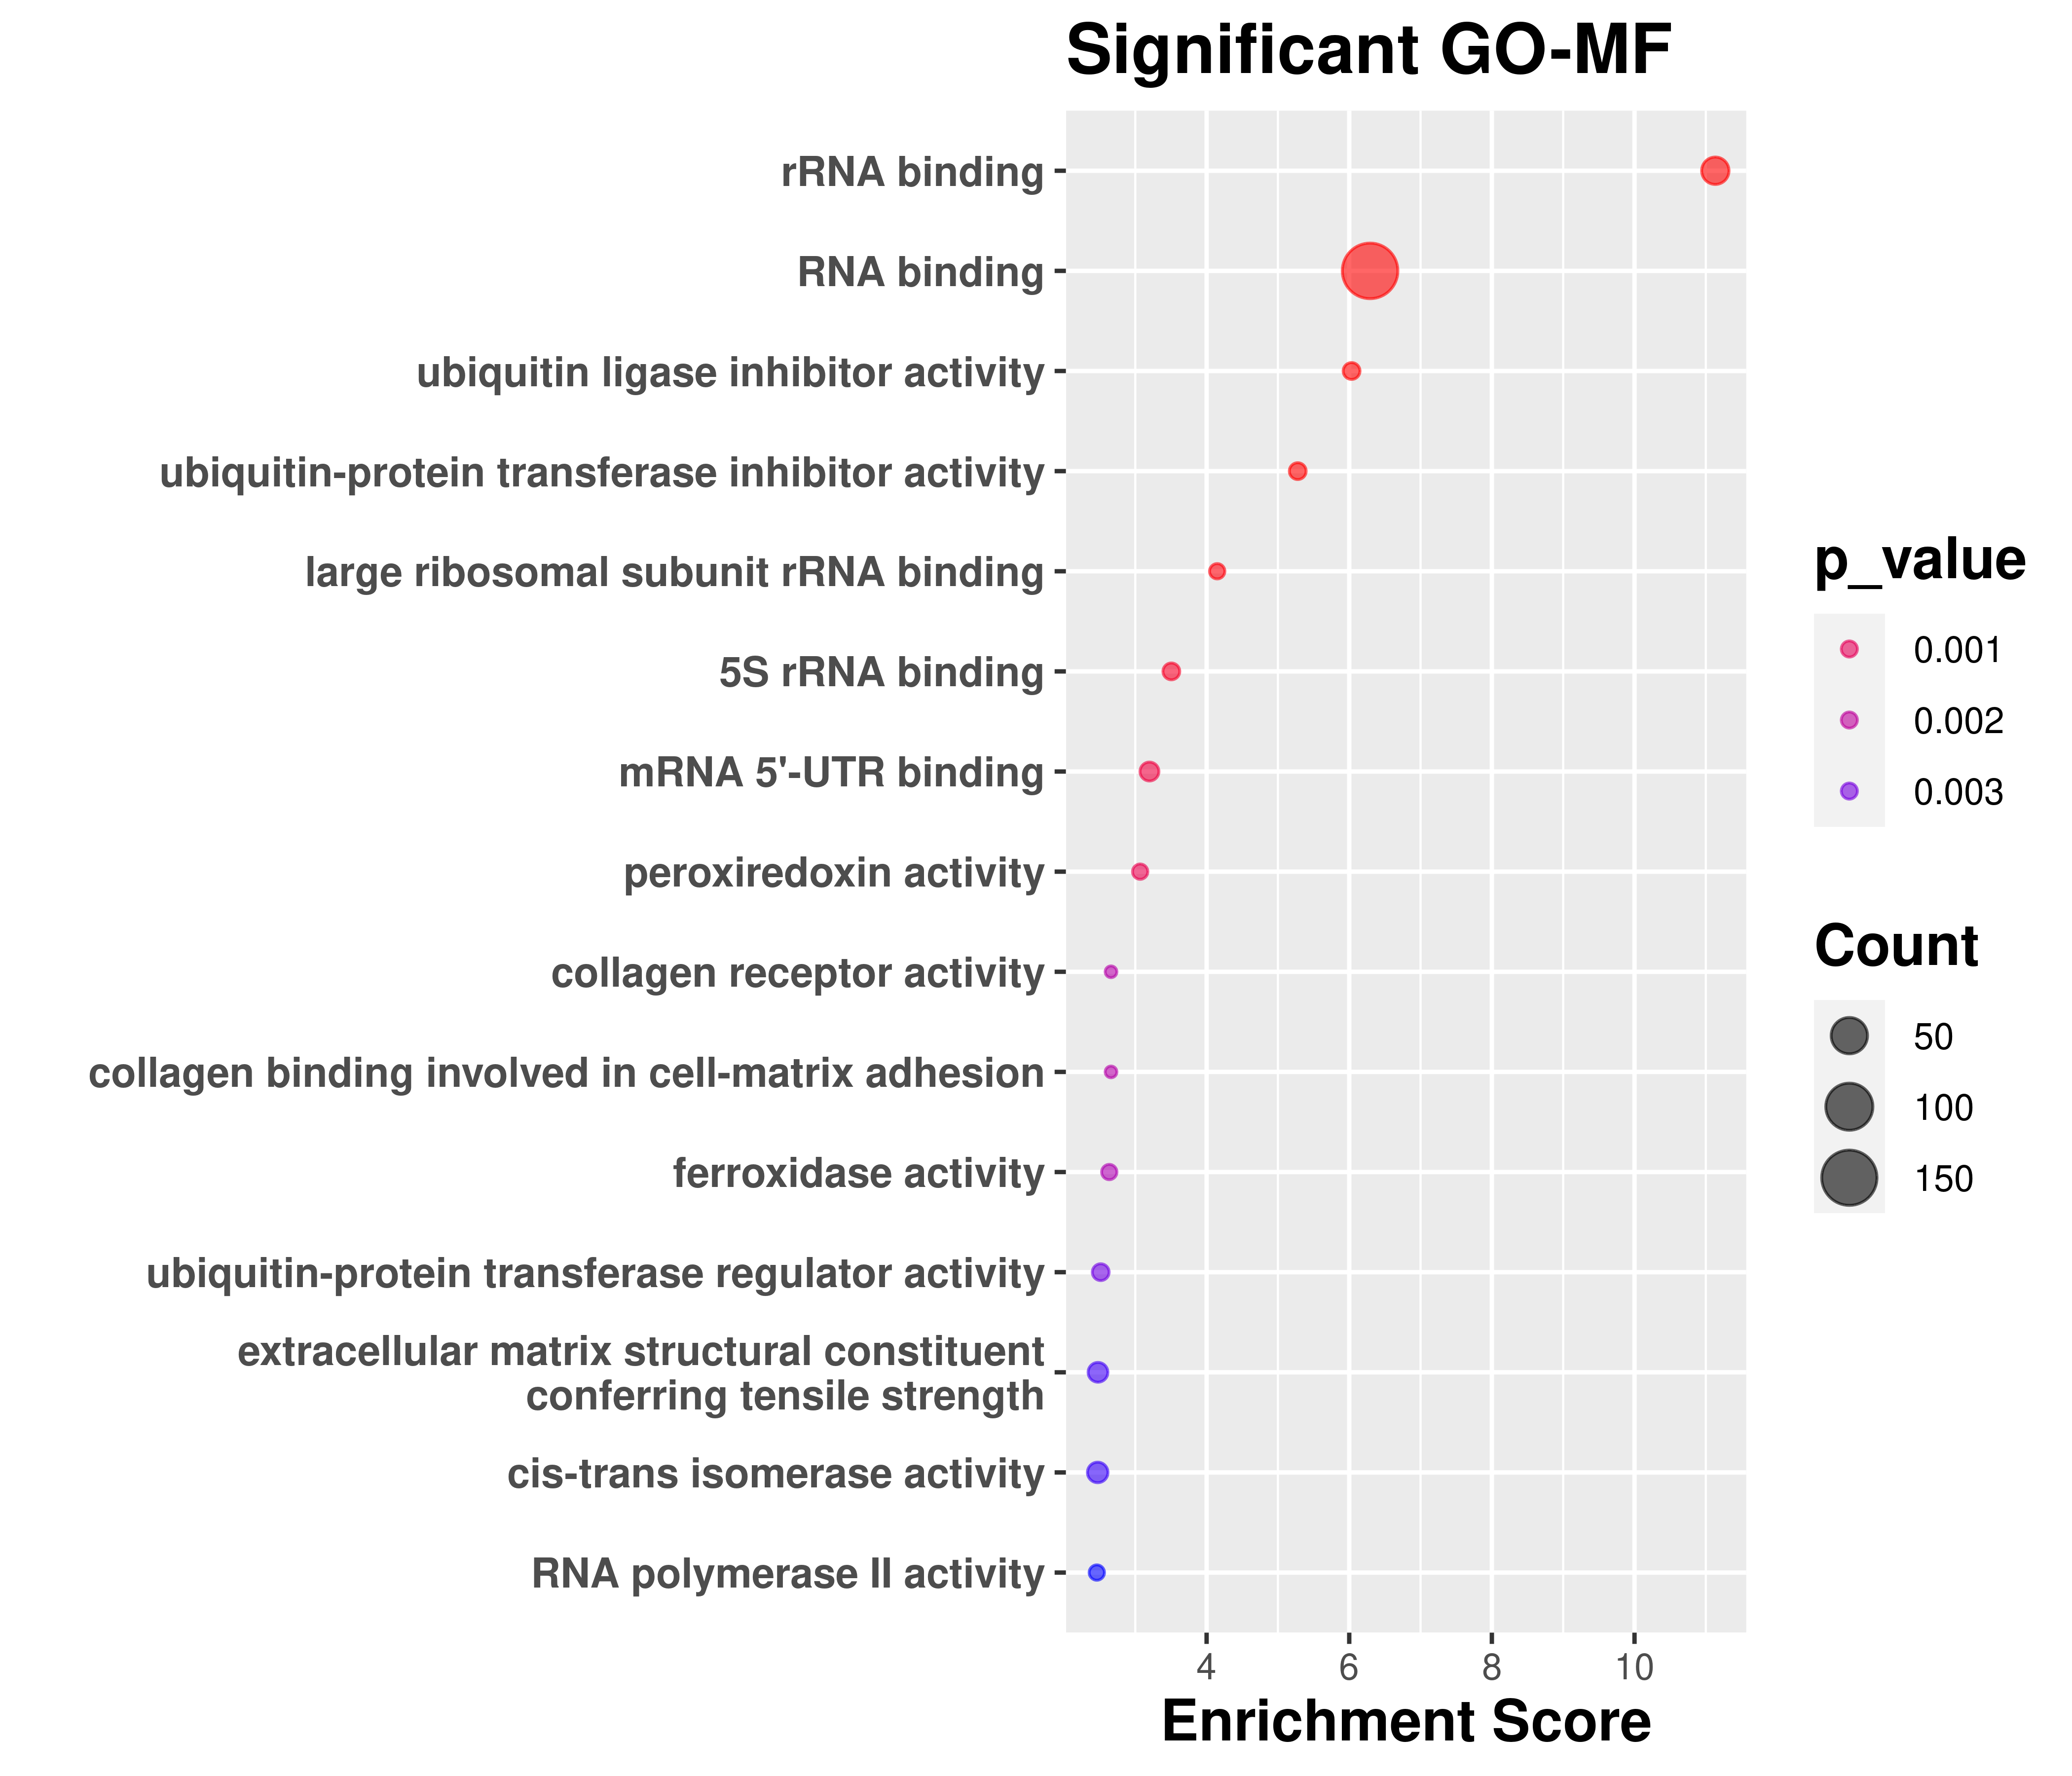 Significant GO-MF
rRNA binding
RNA binding
ubiquitin ligase inhibitor activity
ubiquitin-protein transferase inhibitor activity
large ribosomal subunit rRNA binding
5S rRNA binding
mRNA 5'-UTR binding
peroxiredoxin activity
collagen receptor activity
collagen binding involved in cell-matrix adhesion
ferroxidase activity
ubiquitin-protein transferase regulator activity
extracellular matrix structural constituent
conferring tensile strength
cis-trans isomerase activity
RNA polymerase II activity
4 6 8 10
Enrichment Score
p_value
0.001
0.002
0.003
Count
50
100
150